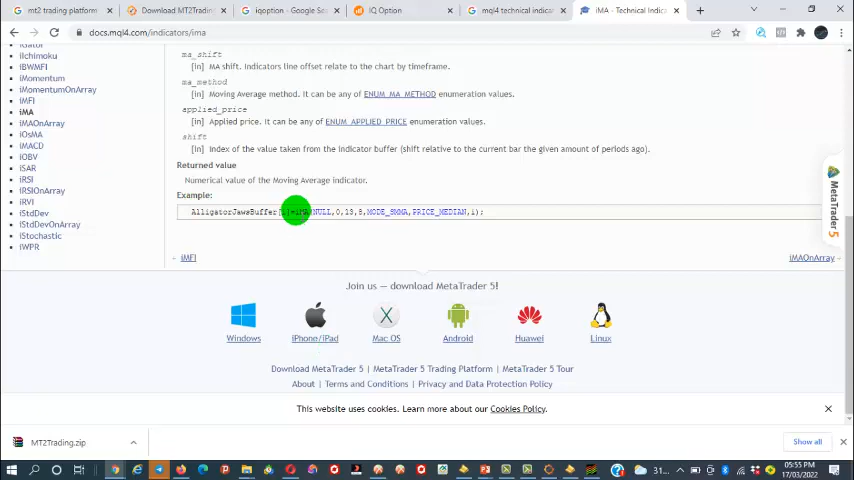 mt2 trading platform
Download MT2Tradi
iqoption - Google Sea
IQ Option
mql4 technical indica
iMA - Technical Indic
docs.mql4.com/indicators/ima
iGator
iIchimoku
iBWMFI
iMomentum
iMomentumOnArray
iMFI
iMA
iMAOnArray
iOsMA
iMACD
iOBV
iSAR
iRSI
iRSIOnArray
iRVI
iStdDev
iStdDevOnArray
iStochastic
iWPR
ma_shift
[in] MA shift. Indicators line offset relate to the chart by timeframe.
ma_method
[in] Moving Average method. It can be any of ENUM_MA_METHOD enumeration values.
applied_price
[in] Applied price. It can be any of ENUM_APPLIED_PRICE enumeration values.
shift
[in] Index of the value taken from the indicator buffer (shift relative to the current bar the given amount of periods ago).
Returned value
Numerical value of the Moving Average indicator.
Example:
AlligatorJawsBuffer[i]=iMA(NULL,0,13,8,MODE_SMMA,PRICE_MEDIAN,i);
iMFI
iMAOnArray
MetaTrader 5
Join us — download MetaTrader 5!
Windows
iPhone/iPad
Mac OS
Android
Huawei
Linux
Download MetaTrader 5 | MetaTrader 5 Trading Platform | MetaTrader 5 Tour
About | Terms and Conditions | Privacy and Data Protection Policy
This website uses cookies. Learn more about our Cookies Policy.
MT2Trading.zip
Show all
31...
05:55 PM
17/03/2022